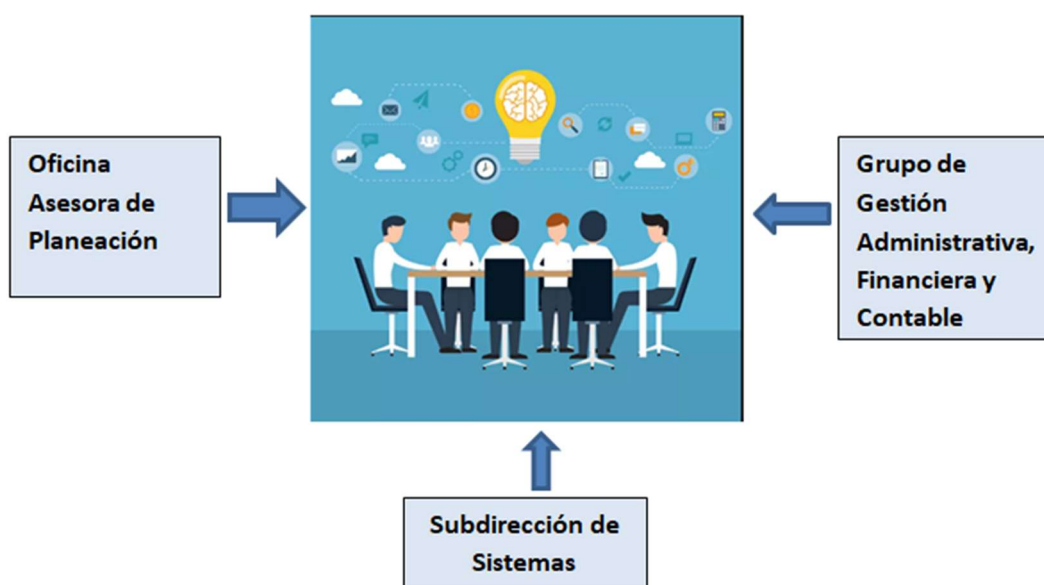 Oficina
Asesora de
Planeación
Grupo de
Gestión
Administrativa,
Financiera y
Contable
Subdirección de
Sistemas